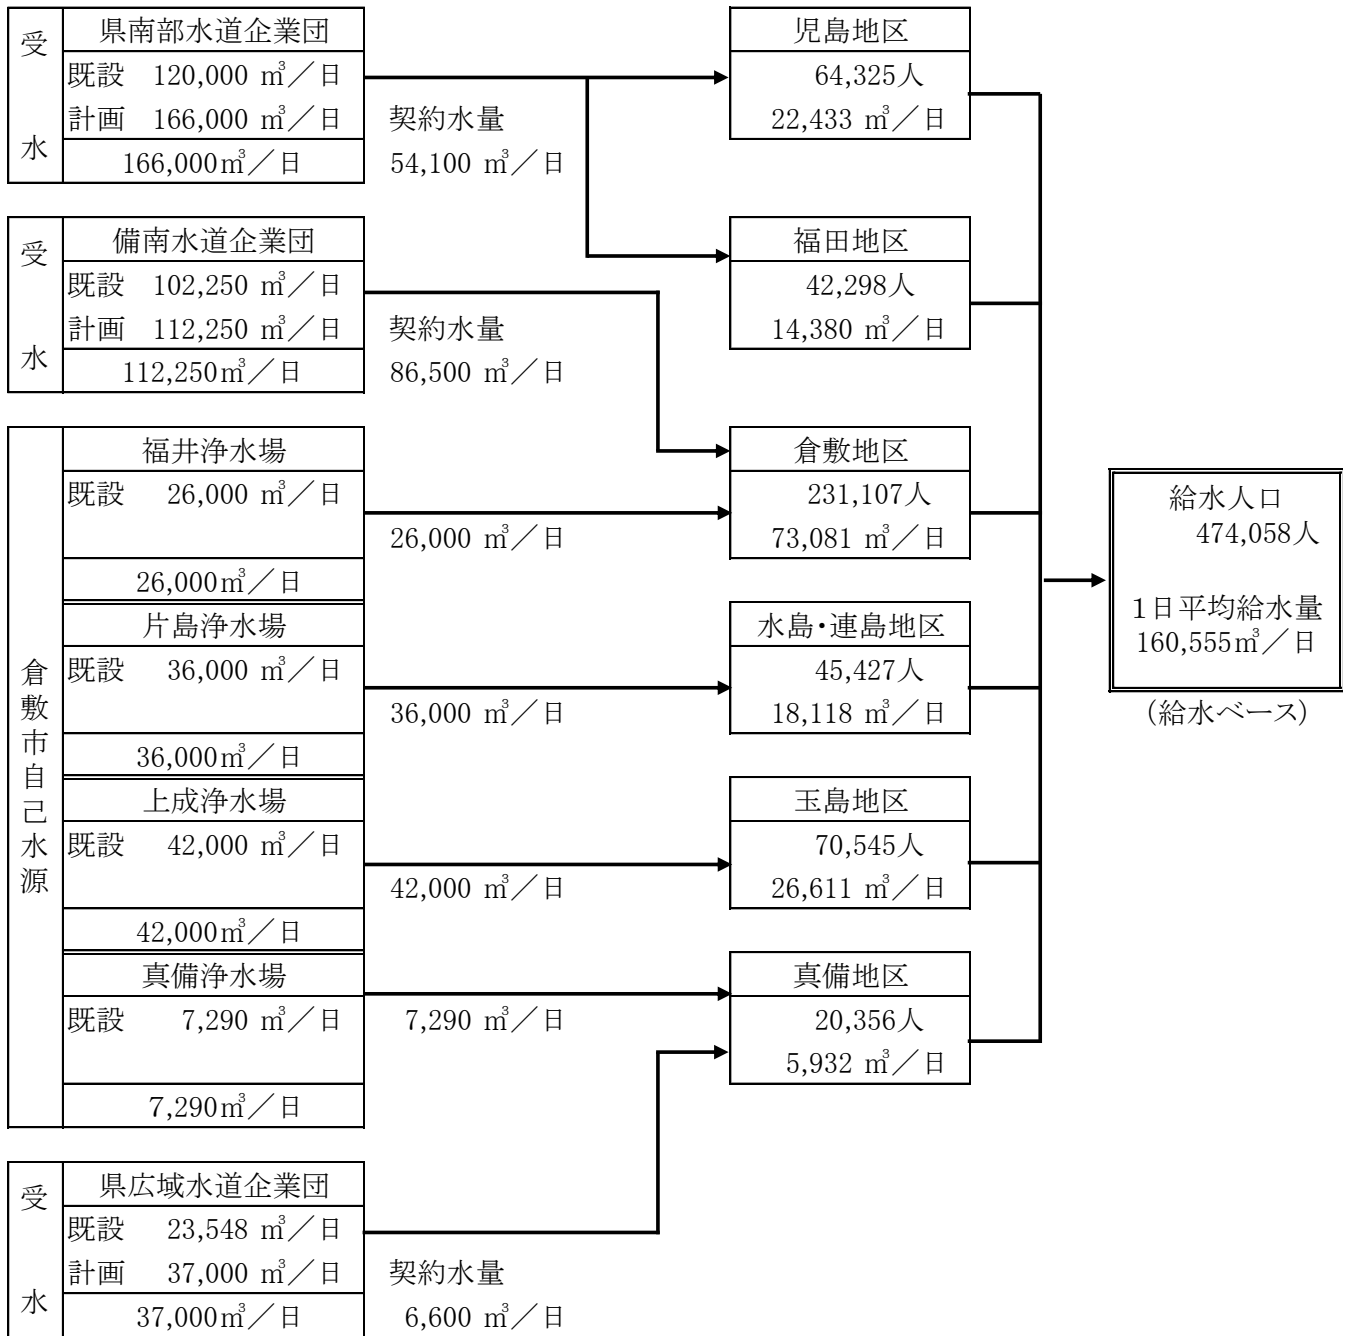 受
水
県南部水道企業団
既設 120,000 ㎥／日
計画 166,000 ㎥／日
166,000㎥／日
契約水量
54,100 ㎥／日
児島地区
64,325人
22,433 ㎥／日
受
水
備南水道企業団
既設 102,250 ㎥／日
計画 112,250 ㎥／日
112,250㎥／日
契約水量
86,500 ㎥／日
福田地区
42,298人
14,380 ㎥／日
倉敷市自己水源
福井浄水場
既設 26,000 ㎥／日
26,000㎥／日
26,000 ㎥／日
倉敷地区
231,107人
73,081 ㎥／日
片島浄水場
既設 36,000 ㎥／日
36,000㎥／日
36,000 ㎥／日
水島・連島地区
45,427人
18,118 ㎥／日
上成浄水場
既設 42,000 ㎥／日
42,000㎥／日
42,000 ㎥／日
玉島地区
70,545人
26,611 ㎥／日
真備浄水場
既設 7,290 ㎥／日
7,290㎥／日
7,290 ㎥／日
真備地区
20,356人
5,932 ㎥／日
受
水
県広域水道企業団
既設 23,548 ㎥／日
計画 37,000 ㎥／日
37,000㎥／日
契約水量
6,600 ㎥／日
給水人口
474,058人
１日平均給水量
160,555㎥／日
（給水ベース）